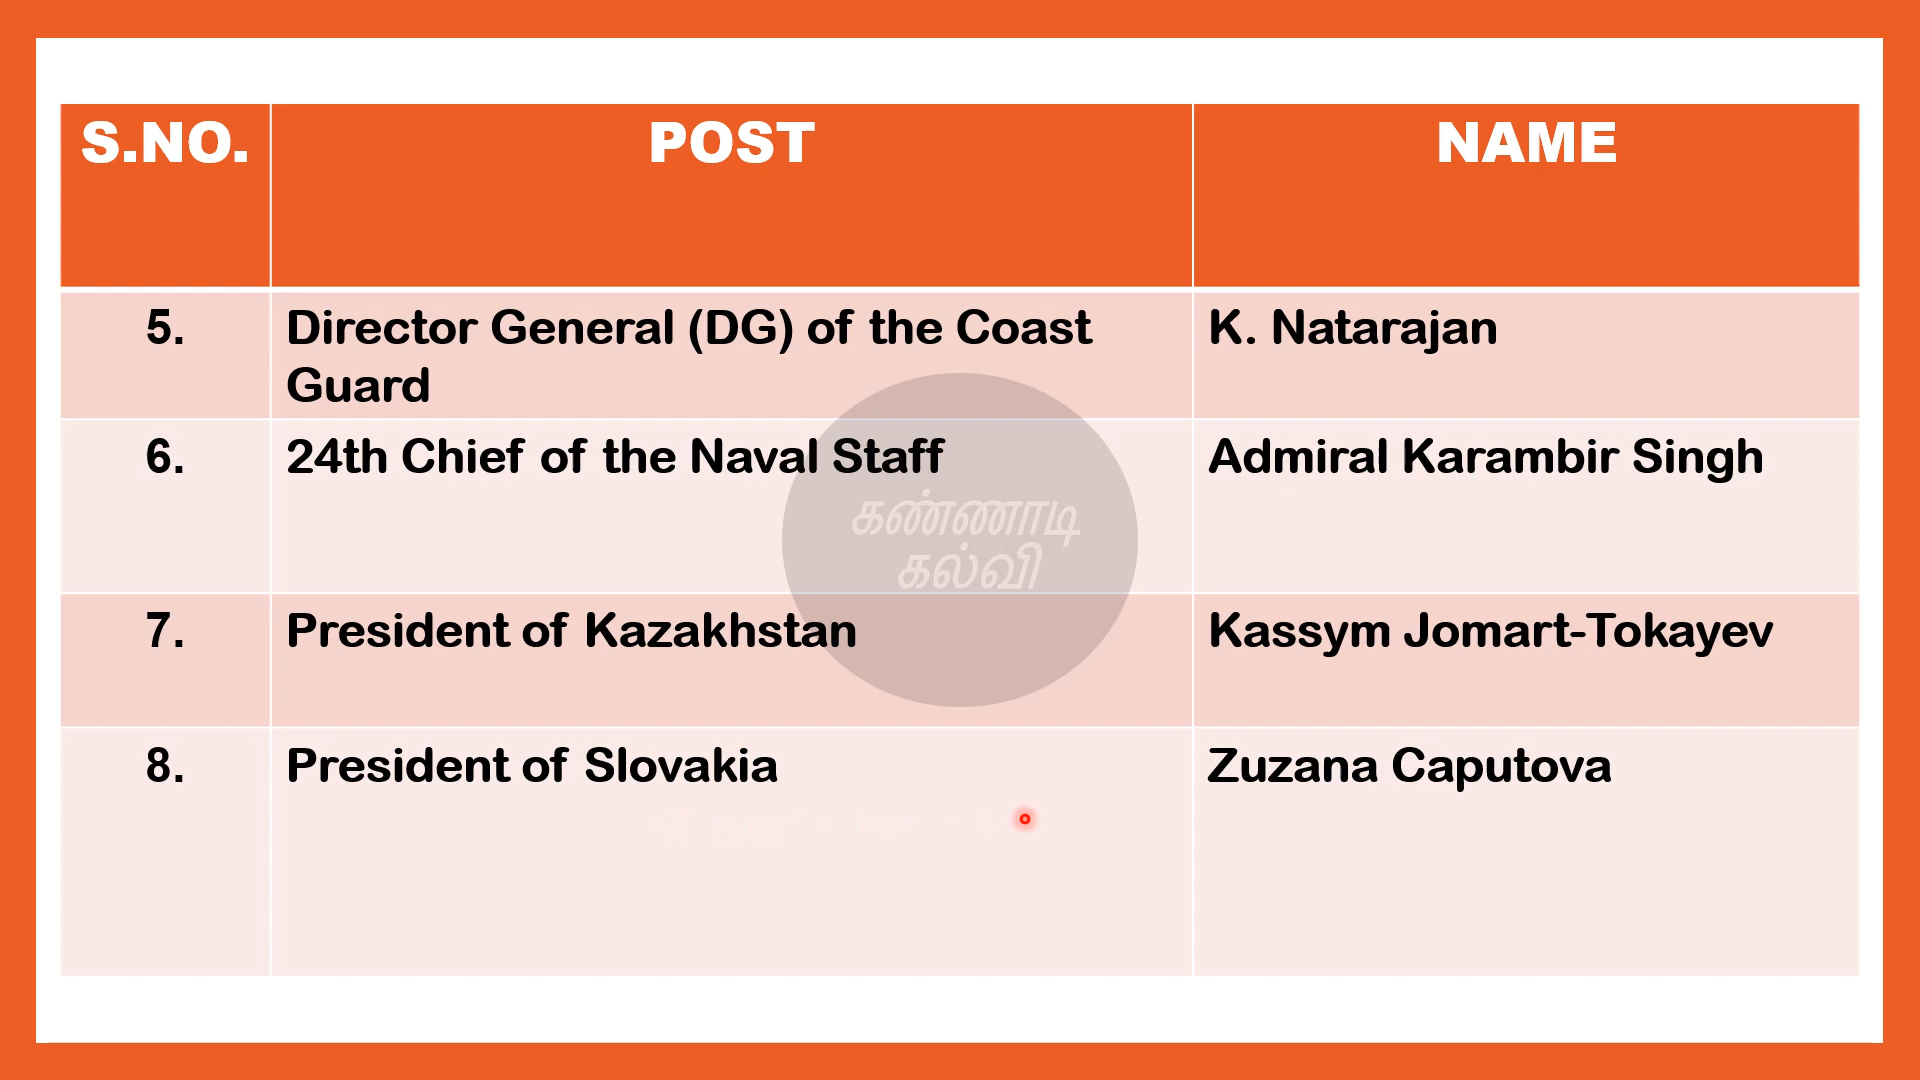 S.NO. POST NAME
5. Director General (DG) of the Coast K. Natarajan
Guard
6. 24th Chief of the Naval Staff Admiral Karambir Singh
கண்ணாடி
கல்வி
7. President of Kazakhstan Kassym Jomart-Tokayev
8. President of Slovakia Zuzana Caputova